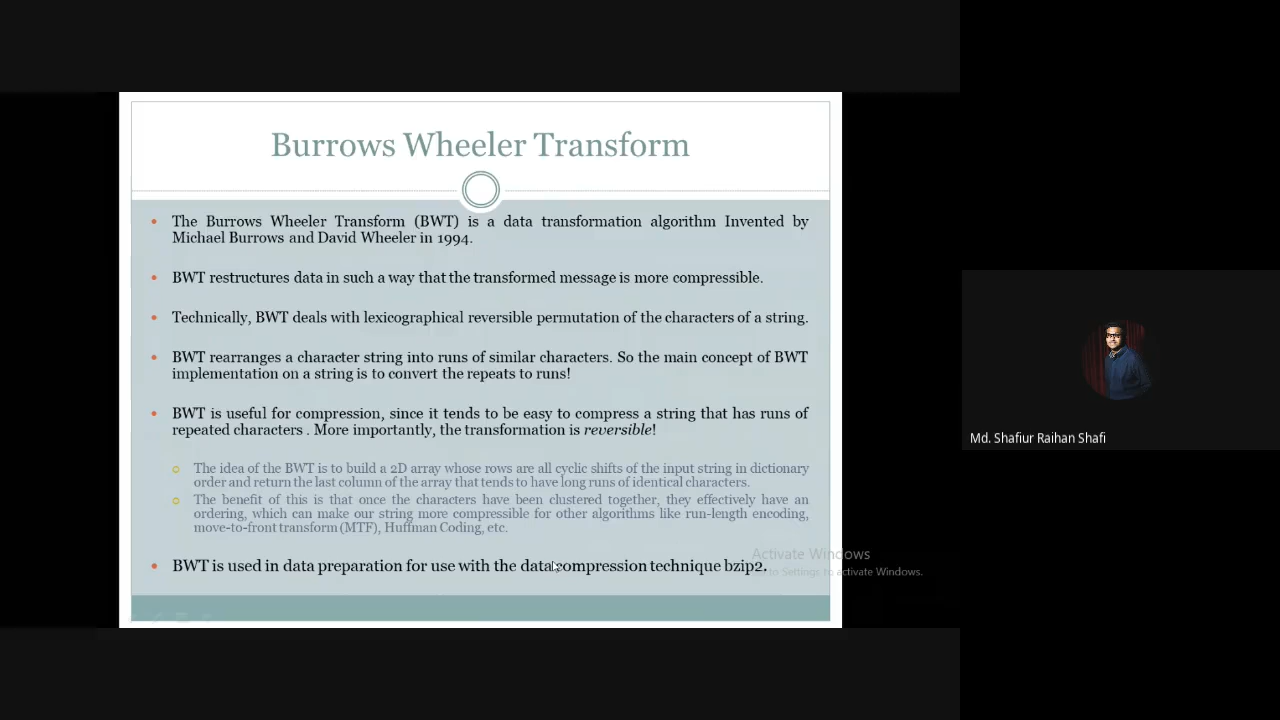 Burrows Wheeler Transform
The Burrows Wheeler Transform (BWT) is a data transformation algorithm Invented by
Michael Burrows and David Wheeler in 1994.
BWT restructures data in such a way that the transformed message is more compressible.
Technically, BWT deals with lexicographical reversible permutation of the characters of a string.
BWT rearranges a character string into runs of similar characters. So the main concept of BWT
implementation on a string is to convert the repeats to runs!
BWT is useful for compression, since it tends to be easy to compress a string that has runs of
repeated characters . More importantly, the transformation is reversible!
The idea of the BWT is to build a 2D array whose rows are all cyclic shifts of the input string in dictionary
order and return the last column of the array that tends to have long runs of identical characters.
The benefit of this is that once the characters have been clustered together, they effectively have an
ordering, which can make our string more compressible for other algorithms like run-length encoding,
move-to-front transform (MTF), Huffman Coding, etc.
BWT is used in data preparation for use with the data compression technique bzip2.
Activate Windows
to Settings to activate Windows.
Md. Shafiur Raihan Shafi